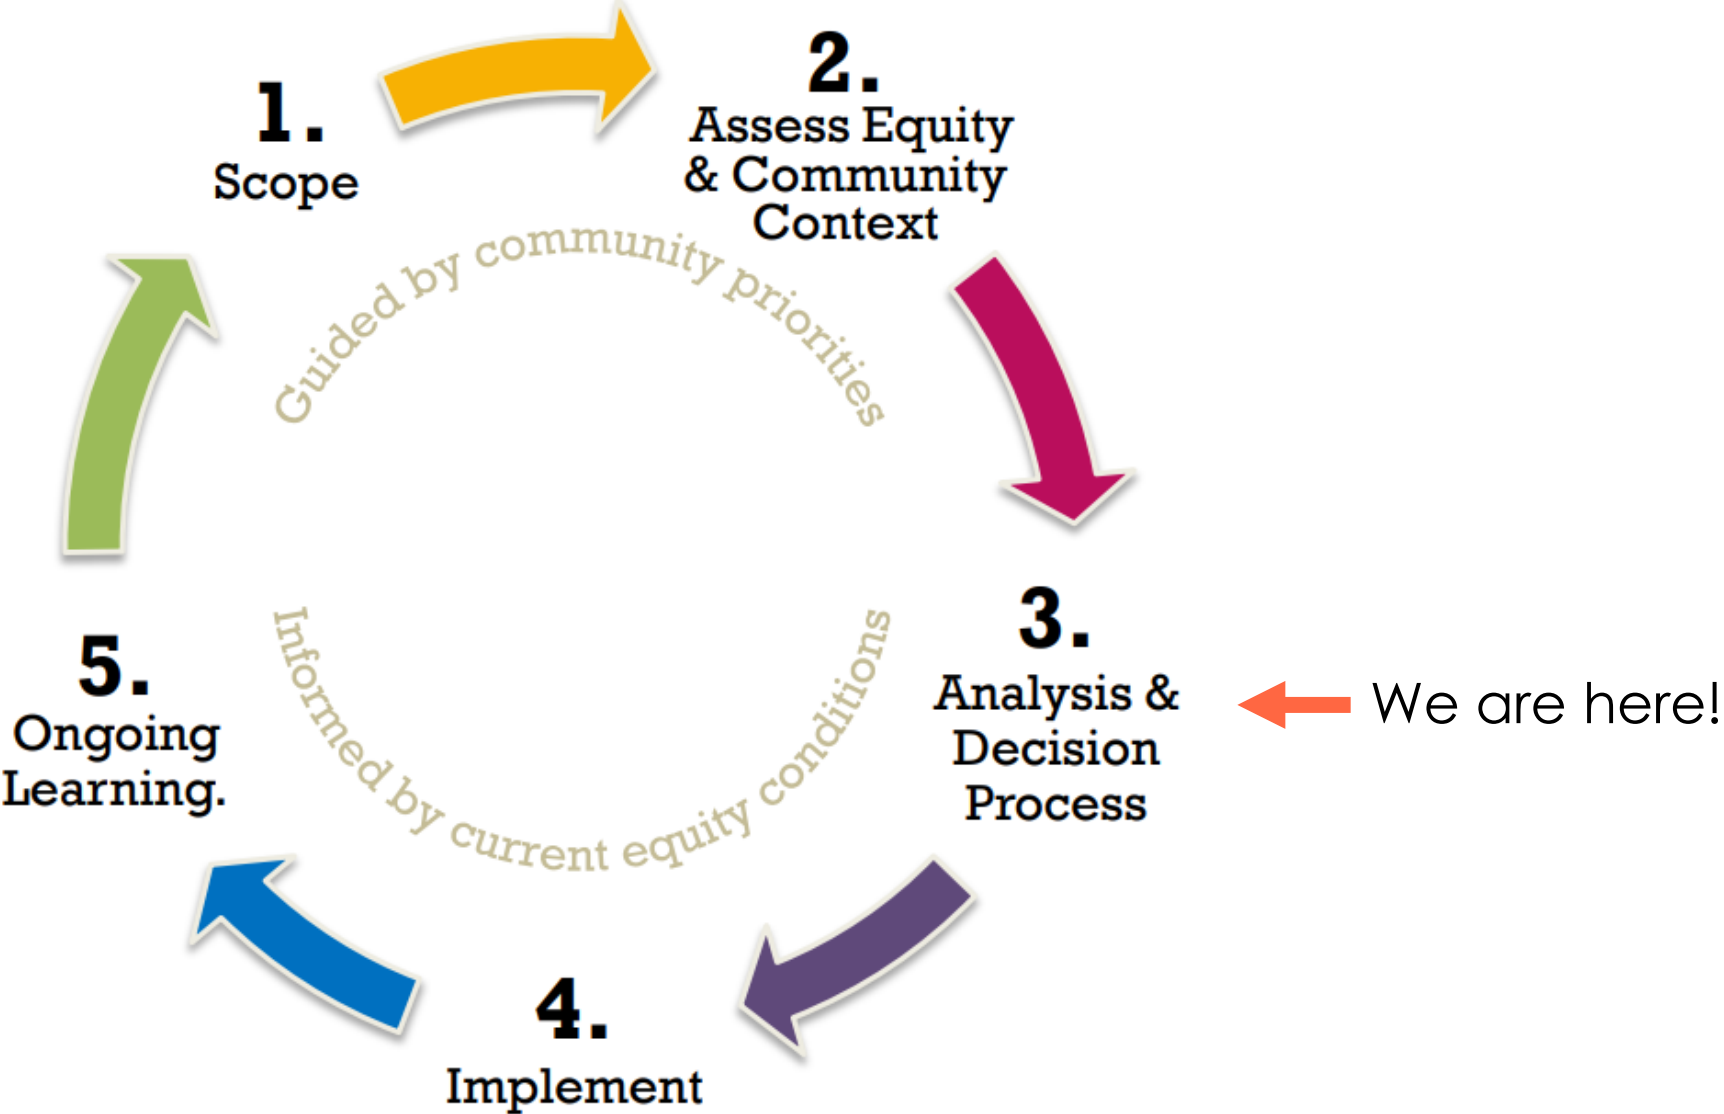 1.
Scope
2.
Assess Equity
& Community
Context
Guided by community priorities
3.
Analysis &
Decision
Process
We are here!
4.
Implement
5.
Ongoing
Learning.
Informed by current equity conditions